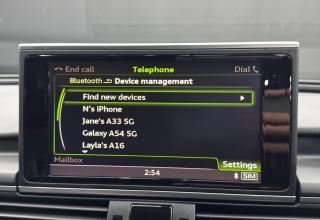 End call Telephone Dial
Bluetooth Device management
Find new devices
N's iPhone
Jane's A33 5G
Galaxy A54 5G
Layla's A16
Mailbox Settings
2:54 SIM